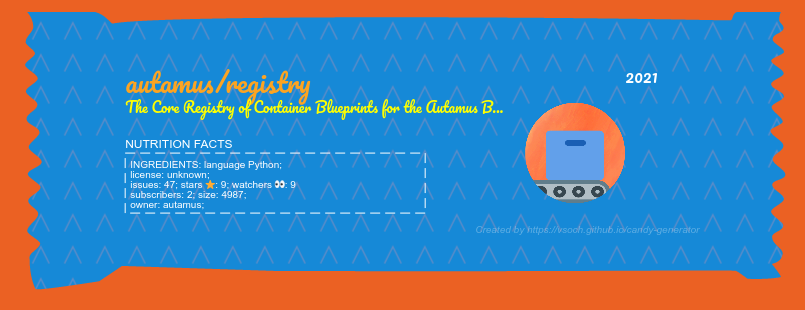 autamus/registry
2021
The Core Registry of Container Blueprints for the Autamus B...
NUTRITION FACTS
INGREDIENTS: language Python;
license: unknown;
issues: 47; stars ⭐: 9; watchers 👀: 9
subscribers: 2; size: 4987;
owner: autamus;
Created by https://vsoch.github.io/candy-generator